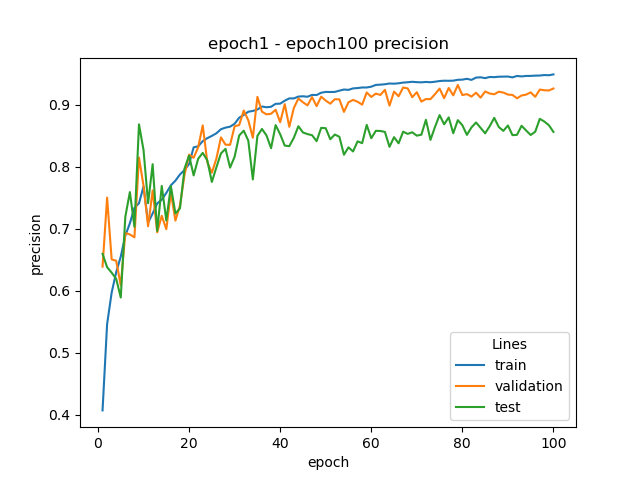 epoch1 - epoch100 precision
precision
0.9
0.8
0.7
0.6
0.5
0.4
0
20
40
60
80
100
epoch
Lines
train
validation
test